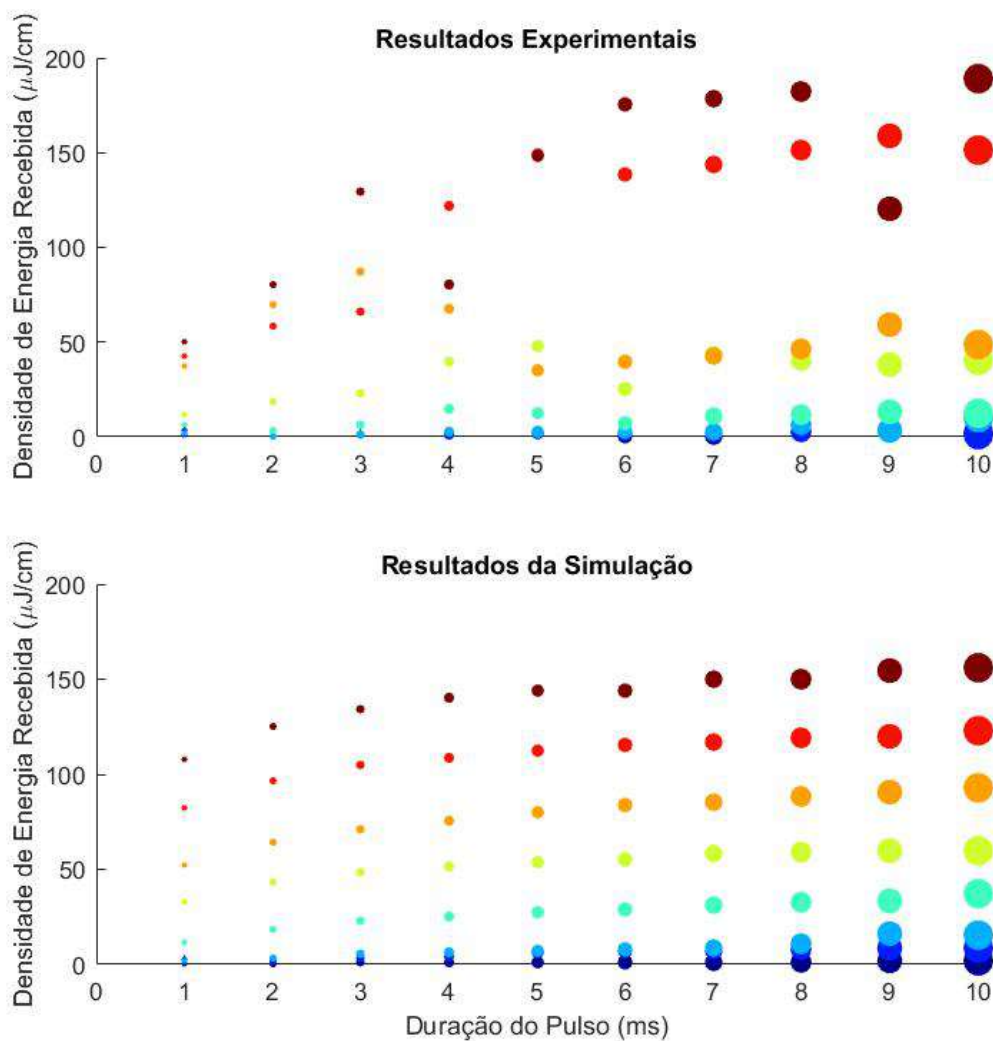 Resultados Experimentais
Densidade de Energia Recebida (μJ/cm)
200
150
100
50
0
0 1 2 3 4 5 6 7 8 9 10
Resultados da Simulação
Densidade de Energia Recebida (μJ/cm)
200
150
100
50
0
0 1 2 3 4 5 6 7 8 9 10
Duração do Pulso (ms)